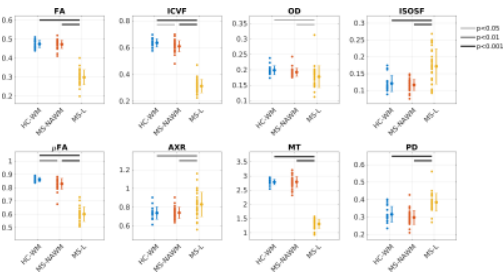 FA
ICVF
OD
ISOSF
0.6
0.5
0.4
0.3
0.2
0.8
0.6
0.4
0.2
0.35
0.3
0.25
0.2
0.15
0.1
0.3
0.25
0.2
0.15
0.1
p<0.05
p<0.01
p<0.001
HC-WM
MS-NAWM
MS-L
HC-WM
MS-NAWM
MS-L
HC-WM
MS-NAWM
MS-L
HC-WM
MS-NAWM
MS-L
μFA
AXR
MT
PD
1
0.9
0.8
0.7
0.6
0.5
1.2
1
0.8
0.6
3.5
3
2.5
2
1.5
1
0.6
0.4
0.3
0.2
HC-WM
MS-NAWM
MS-L
HC-WM
MS-NAWM
MS-L
HC-WM
MS-NAWM
MS-L
HC-WM
MS-NAWM
MS-L